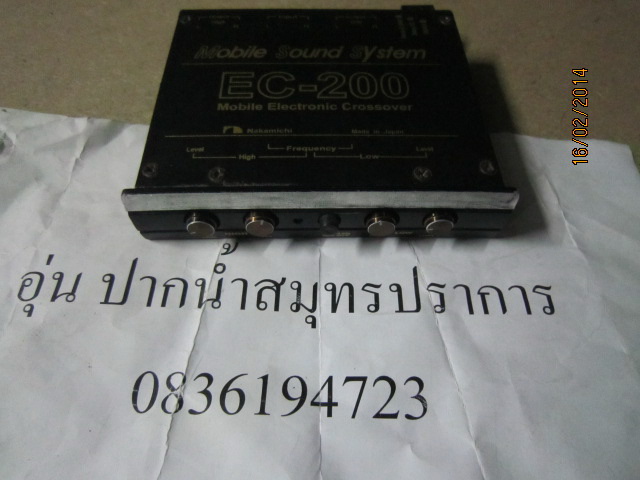 Mobile Sound System
EC-200
Mobile Electronic Crossover
Nakamichi Made in Japan
Level Frequency Level
High Low
อุ่น ปากน้ำสมุทรปราการ
0836194723
16/02/2014